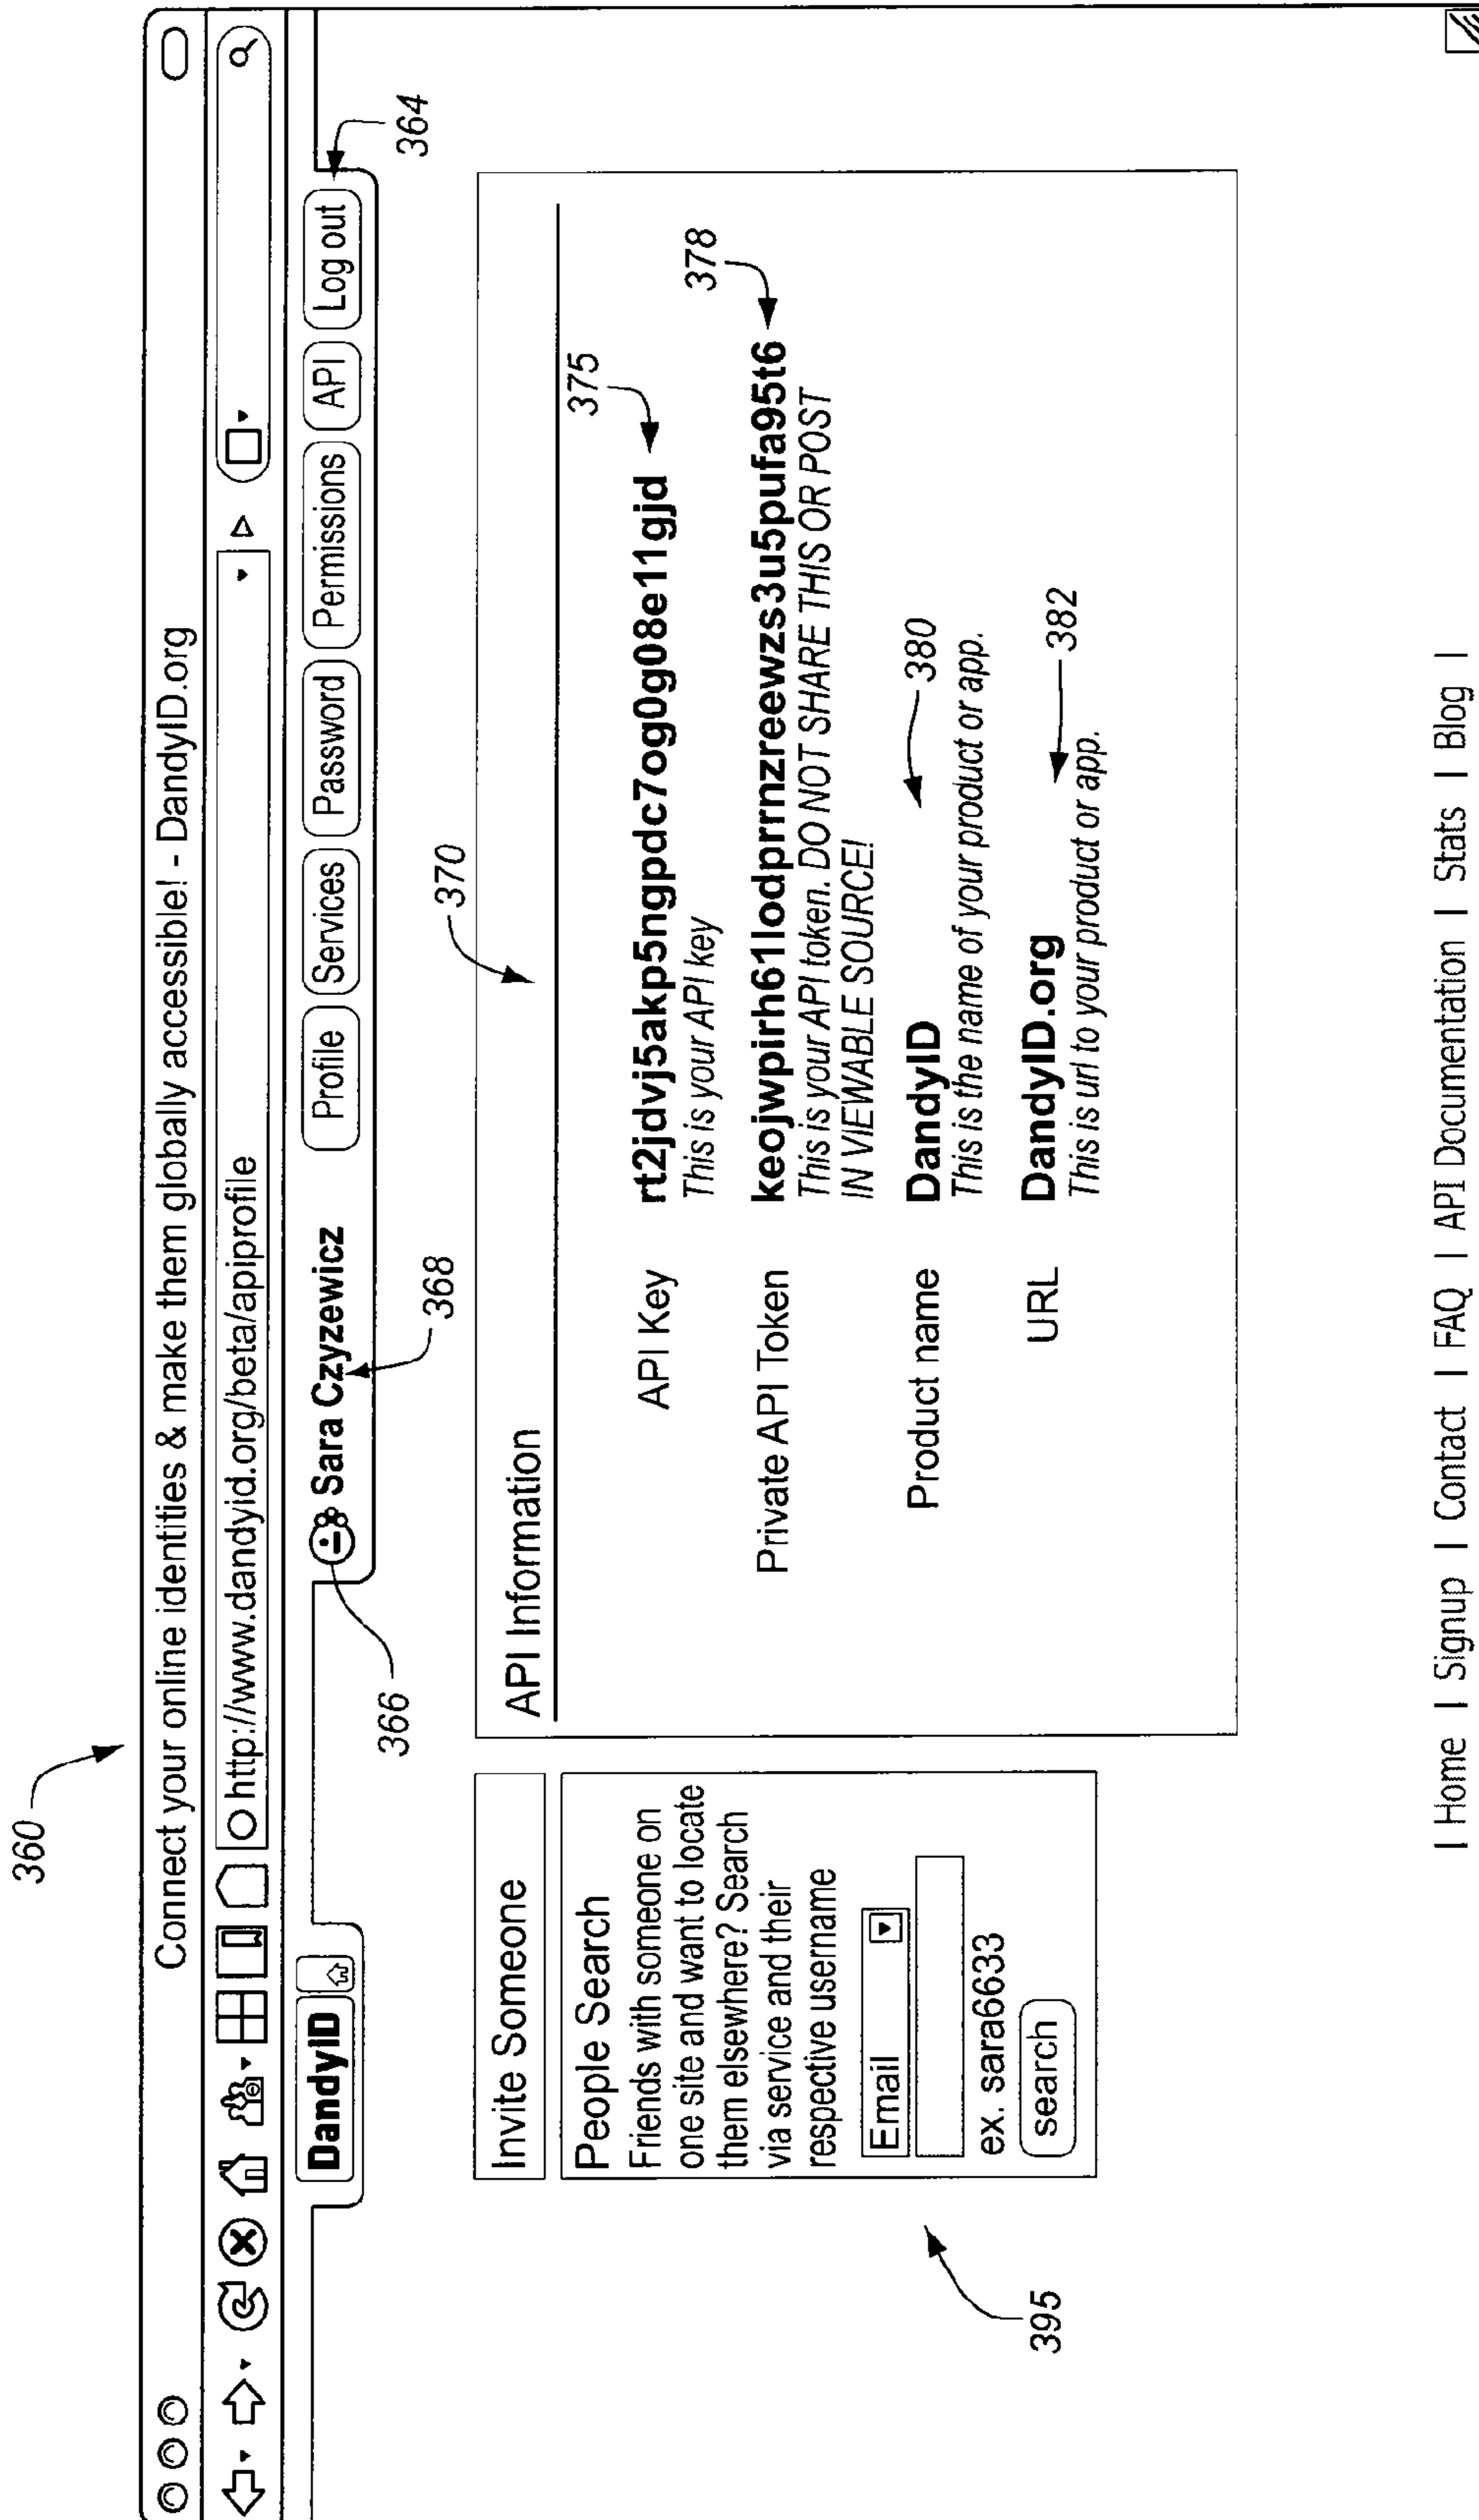 360
Connect your online identities & make them globally accessible! - DandyID.org
http://www.dandyid.org/beta/apiprofile
DandyID
Sara Czyzewicz
Profile
Services
Password
Permissions
API
Log out
364
366
368
370
Invite Someone
People Search
Friends with someone on
one site and want to locate
them elsewhere? Search
via service and their
respective username
Email
ex. sara6633
search
395
API Information
375
API Key
rt2jdvj5akp5ngpdc7og0g08e11gjd
This is your API key
378
Private API Token
keojwpirh61lodprrnzreewzs3u5pufa95t6
This is your API token. DO NOT SHARE THIS OR POST
IN VIEWABLE SOURCE!
Product name
DandyID
380
This is the name of your product or app.
URL
DandyID.org
382
This is url to your product or app.
| Home | Signup | Contact | FAQ | API Documentation | Stats | Blog |